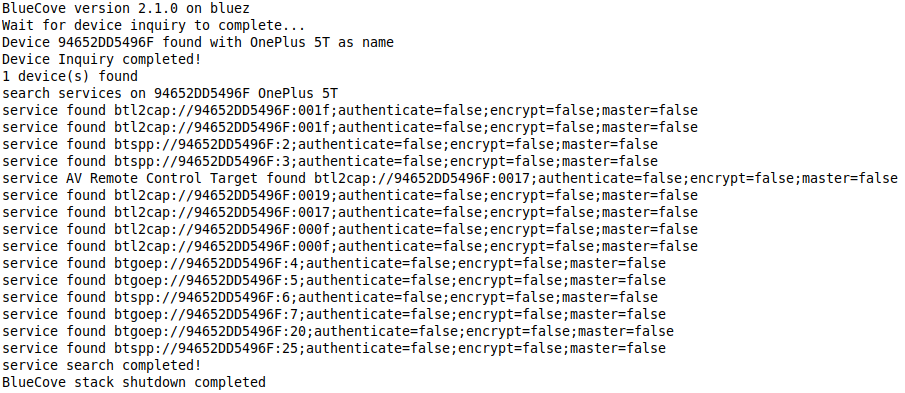 BlueCove version 2.1.0 on bluez
Wait for device inquiry to complete...
Device 94652DD5496F found with OnePlus 5T as name
Device Inquiry completed!
1 device(s) found
search services on 94652DD5496F OnePlus 5T
service found btl2cap://94652DD5496F:001f;authenticate=false;encrypt=false;master=false
service found btl2cap://94652DD5496F:001f;authenticate=false;encrypt=false;master=false
service found btspp://94652DD5496F:2;authenticate=false;encrypt=false;master=false
service found btspp://94652DD5496F:3;authenticate=false;encrypt=false;master=false
service AV Remote Control Target found btl2cap://94652DD5496F:0017;authenticate=false;encrypt=false;master=false
service found btl2cap://94652DD5496F:0019;authenticate=false;encrypt=false;master=false
service found btl2cap://94652DD5496F:0017;authenticate=false;encrypt=false;master=false
service found btl2cap://94652DD5496F:000f;authenticate=false;encrypt=false;master=false
service found btl2cap://94652DD5496F:000f;authenticate=false;encrypt=false;master=false
service found btgoep://94652DD5496F:4;authenticate=false;encrypt=false;master=false
service found btgoep://94652DD5496F:5;authenticate=false;encrypt=false;master=false
service found btspp://94652DD5496F:6;authenticate=false;encrypt=false;master=false
service found btgoep://94652DD5496F:7;authenticate=false;encrypt=false;master=false
service found btgoep://94652DD5496F:20;authenticate=false;encrypt=false;master=false
service found btspp://94652DD5496F:25;authenticate=false;encrypt=false;master=false
service search completed!
BlueCove stack shutdown completed